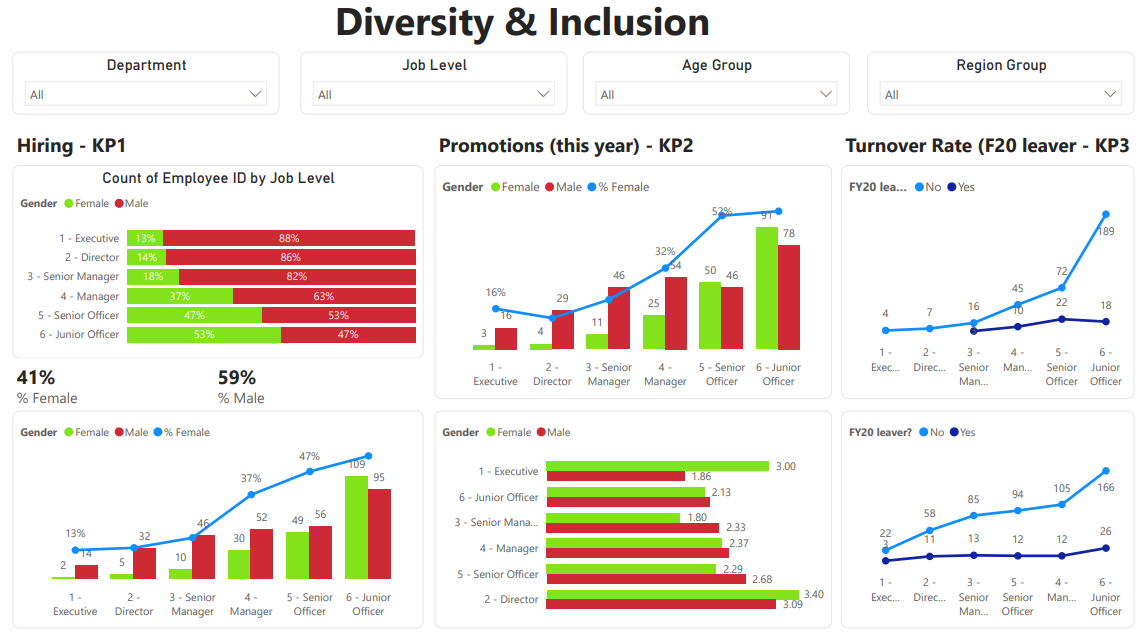 Diversity & Inclusion
Department
All
Job Level
All
Age Group
All
Region Group
All
Hiring - KP1
Count of Employee ID by Job Level
Gender Female Male
1 - Executive 13% 88%
2 - Director 14% 86%
3 - Senior Manager 18% 82%
4 - Manager 37% 63%
5 - Senior Officer 47% 53%
6 - Junior Officer 53% 47%
41%
% Female
59%
% Male
Gender Female Male % Female
13% 37% 47%
2 14 5 32 10 46 30 52 49 56 109 95
1 - Executive
2 - Director
3 - Senior Manager
4 - Manager
5 - Senior Officer
6 - Junior Officer
Promotions (this year) - KP2
Gender Female Male % Female
16% 32% 52%
3 16 4 29 11 46 25 54 50 46 91 78
1 - Executive
2 - Director
3 - Senior Manager
4 - Manager
5 - Senior Officer
6 - Junior Officer
Gender Female Male
1 - Executive 3.00 1.86
6 - Junior Officer 2.13
3 - Senior Mana... 1.80 2.33
4 - Manager 2.37
5 - Senior Officer 2.29 2.68
2 - Director 3.40 3.09
Turnover Rate (F20 leaver - KP3
FY20 lea... No Yes
4 7 16 45 72 189
10 22 18
1 - Exec...
2 - Direc...
3 - Senior Man...
4 - Man...
5 - Senior Officer
6 - Junior Officer
FY20 leaver? No Yes
22 58 85 94 105 166
3 11 13 12 12 26
1 - Exec...
2 - Direc...
3 - Senior Man...
5 - Senior Officer
4 - Man...
6 - Junior Officer